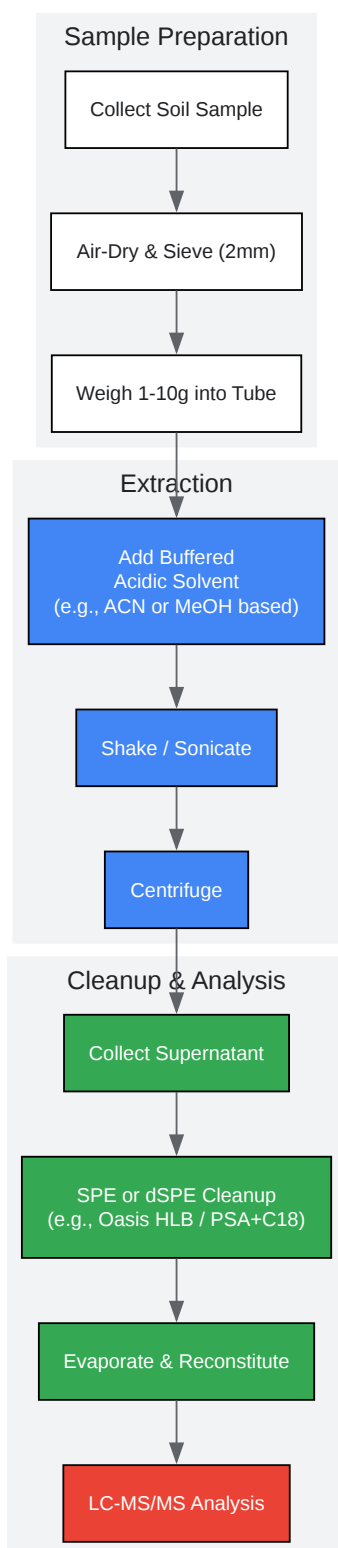 Sample Preparation
Collect Soil Sample
Air-Dry & Sieve (2mm)
Weigh 1-10g into Tube
Extraction
Add Buffered
Acidic Solvent
(e.g., ACN or MeOH based)
Shake / Sonicate
Centrifuge
Cleanup & Analysis
Collect Supernatant
SPE or dSPE Cleanup
(e.g., Oasis HLB / PSA+C18)
Evaporate & Reconstitute
LC-MS/MS Analysis